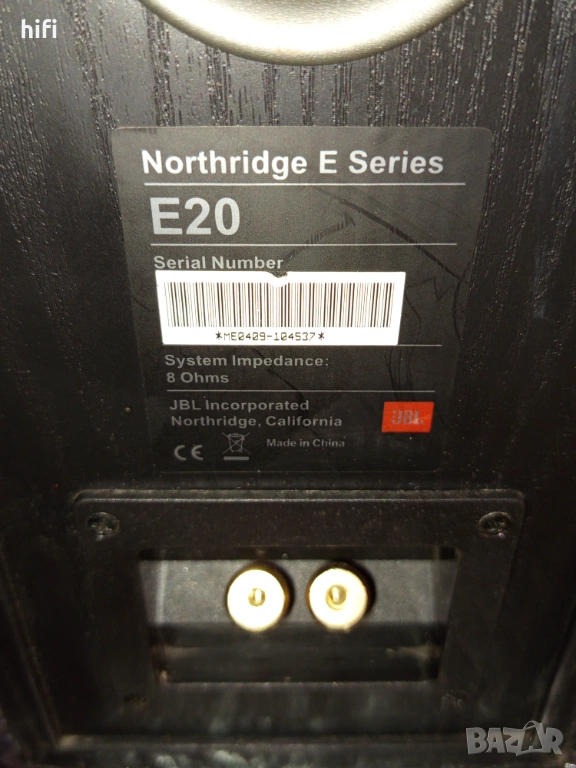 hifi
Northridge E Series
E20
Serial Number
*ME0409-104537*
System Impedance:
8 Ohms
JBL Incorporated
Northridge, California
JBL
CE
Made in China
BAZAR